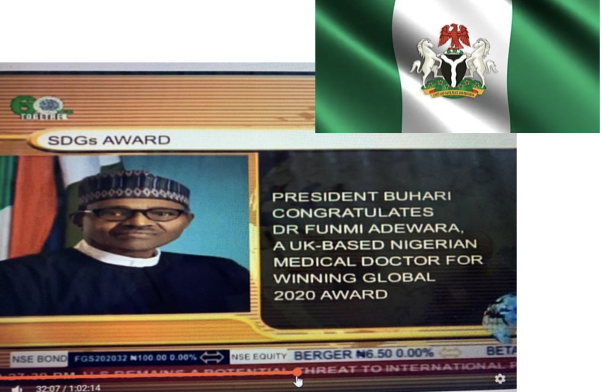 60
TOGETHER
SDGs AWARD
PRESIDENT BUHARI
CONGRATULATES
DR FUNMI ADEWARA,
A UK-BASED NIGERIAN
MEDICAL DOCTOR FOR
WINNING GLOBAL
2020 AWARD
NSE BOND FGS202032 ₦100.00 0.00% NSE EQUITY BERGER ₦6.50 0.00% BETA
REMAINS A POTENTIAL THREAT TO INTERNATIONAL
32:07 / 1:02:14